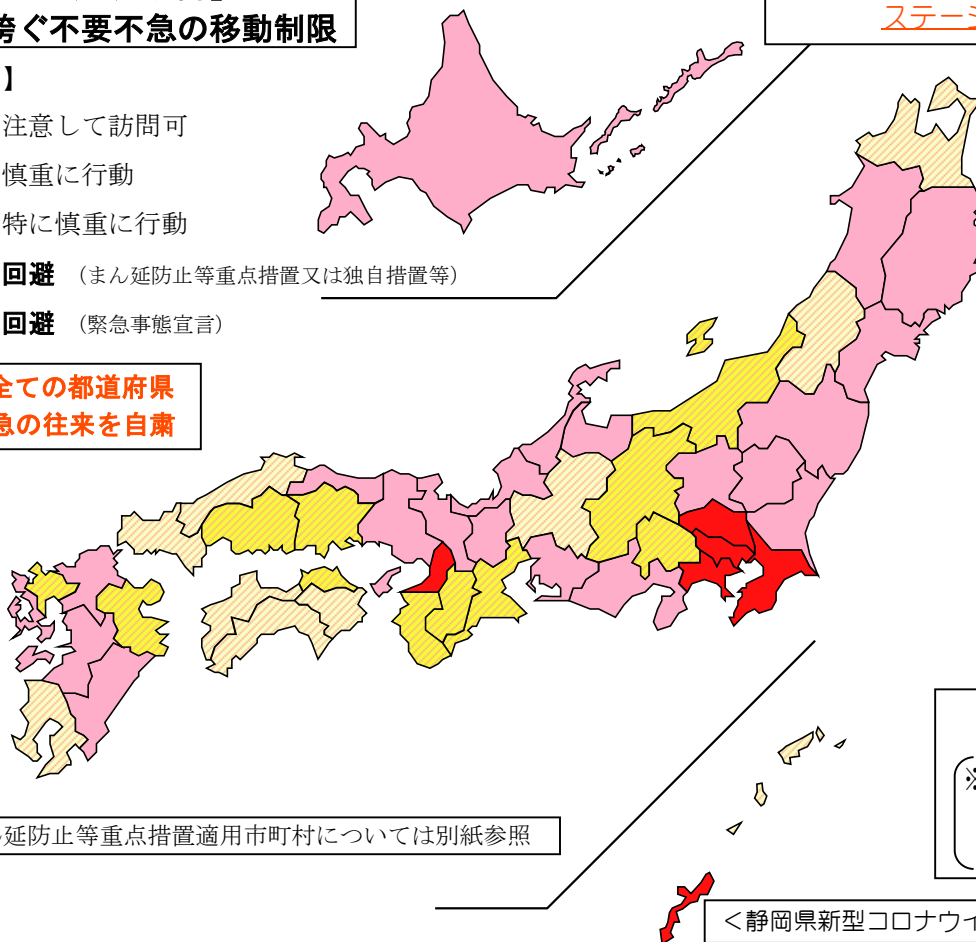 跨ぐ不要不急の移動制限
ステージ
】
注意して訪問可
慎重に行動
特に慎重に行動
回避 （まん延防止等重点措置又は独自措置等）
回避 （緊急事態宣言）
全ての都道府県
急の往来を自粛
※
延防止等重点措置適用市町村については別紙参照
＜静岡県新型コロナウイ